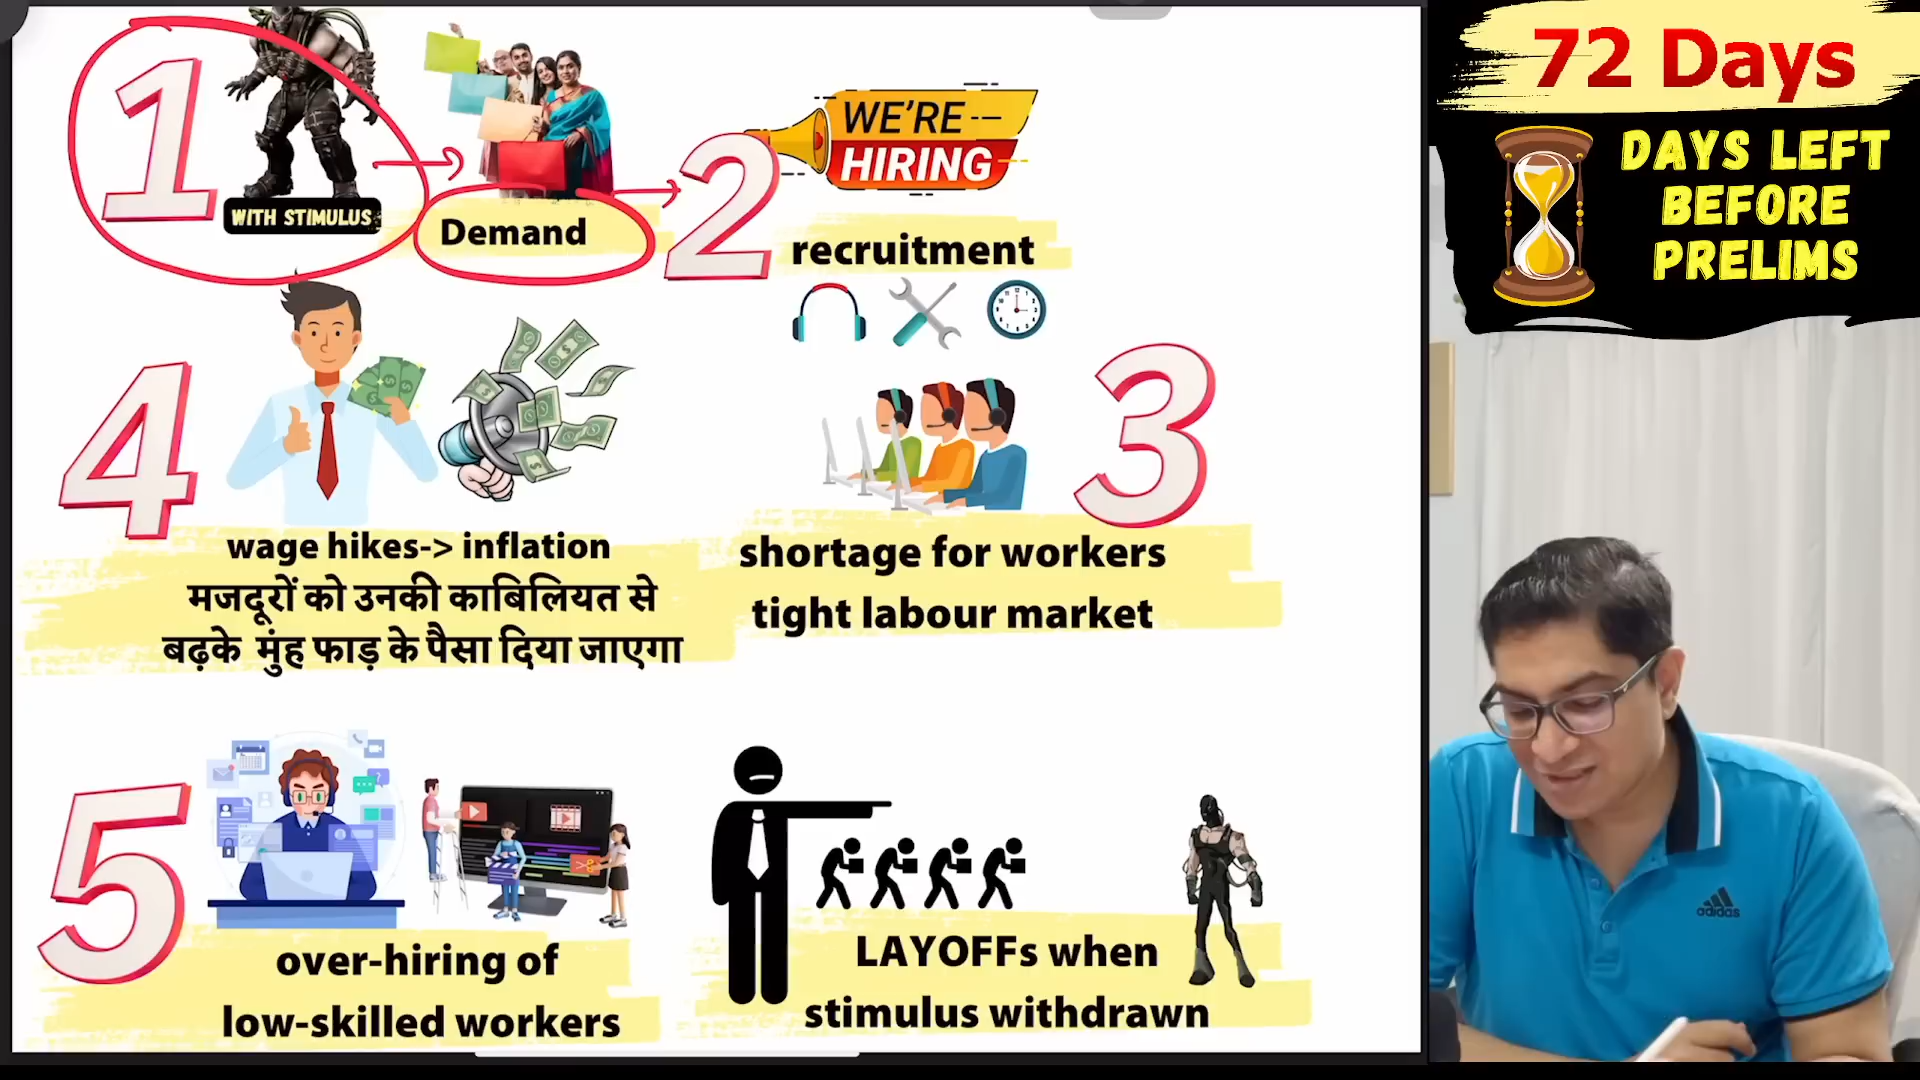 1
WITH STIMULUS
Demand
2
WE'RE
HIRING
recruitment
3
shortage for workers
tight labour market
4
wage hikes-> inflation
मजदूरों को उनकी काबिलियत से
बढ़के मुंह फाड़ के पैसा दिया जाएगा
5
over-hiring of
low-skilled workers
LAYOFFs when
stimulus withdrawn
72 Days
DAYS LEFT
BEFORE
PRELIMS
adidas